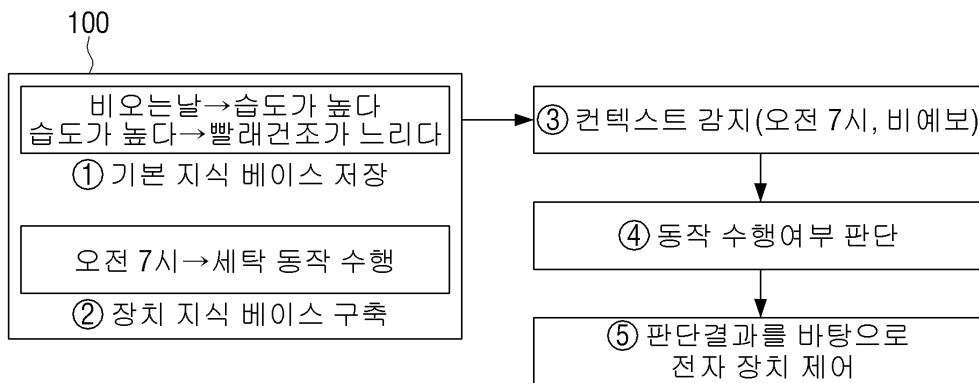 100
비오는날→습도가 높다
습도가 높다→빨래건조가 느리다
① 기본 지식 베이스 저장
오전 7시→세탁 동작 수행
② 장치 지식 베이스 구축
③ 컨텍스트 감지(오전 7시, 비예보)
④ 동작 수행여부 판단
⑤ 판단결과를 바탕으로
전자 장치 제어